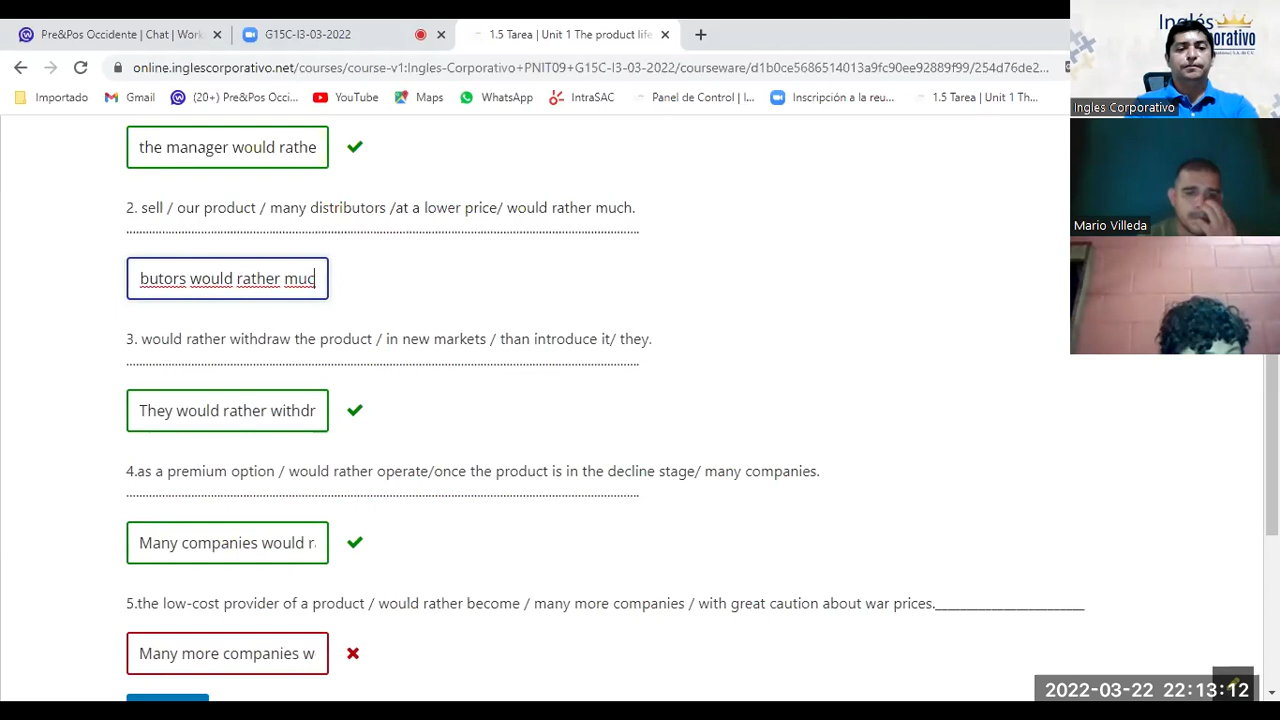 Pre&Pos Occidente | Chat | Work
G15C-I3-03-2022
1.5 Tarea | Unit 1 The product life
online.inglescorporativo.net/courses/course-v1:Ingles-Corporativo+PNIT09+G15C-I3-03-2022/courseware/d1b0ce5686514013a9fc90ee92889f99/254d76de2...
Importado
Gmail
(20+) Pre&Pos Occi...
YouTube
Maps
WhatsApp
IntraSAC
Panel de Control | I...
Inscripción a la reu...
1.5 Tarea | Unit 1 Th...
Inglés
Ingles Corporativo
Mario Villeda
the manager would rathe
2. sell / our product / many distributors /at a lower price/ would rather much.
butors would rather muc
3. would rather withdraw the product / in new markets / than introduce it/ they.
They would rather withdr
4.as a premium option / would rather operate/once the product is in the decline stage/ many companies.
Many companies would r
5.the low-cost provider of a product / would rather become / many more companies / with great caution about war prices.
Many more companies w
2022-03-22 22:13:12